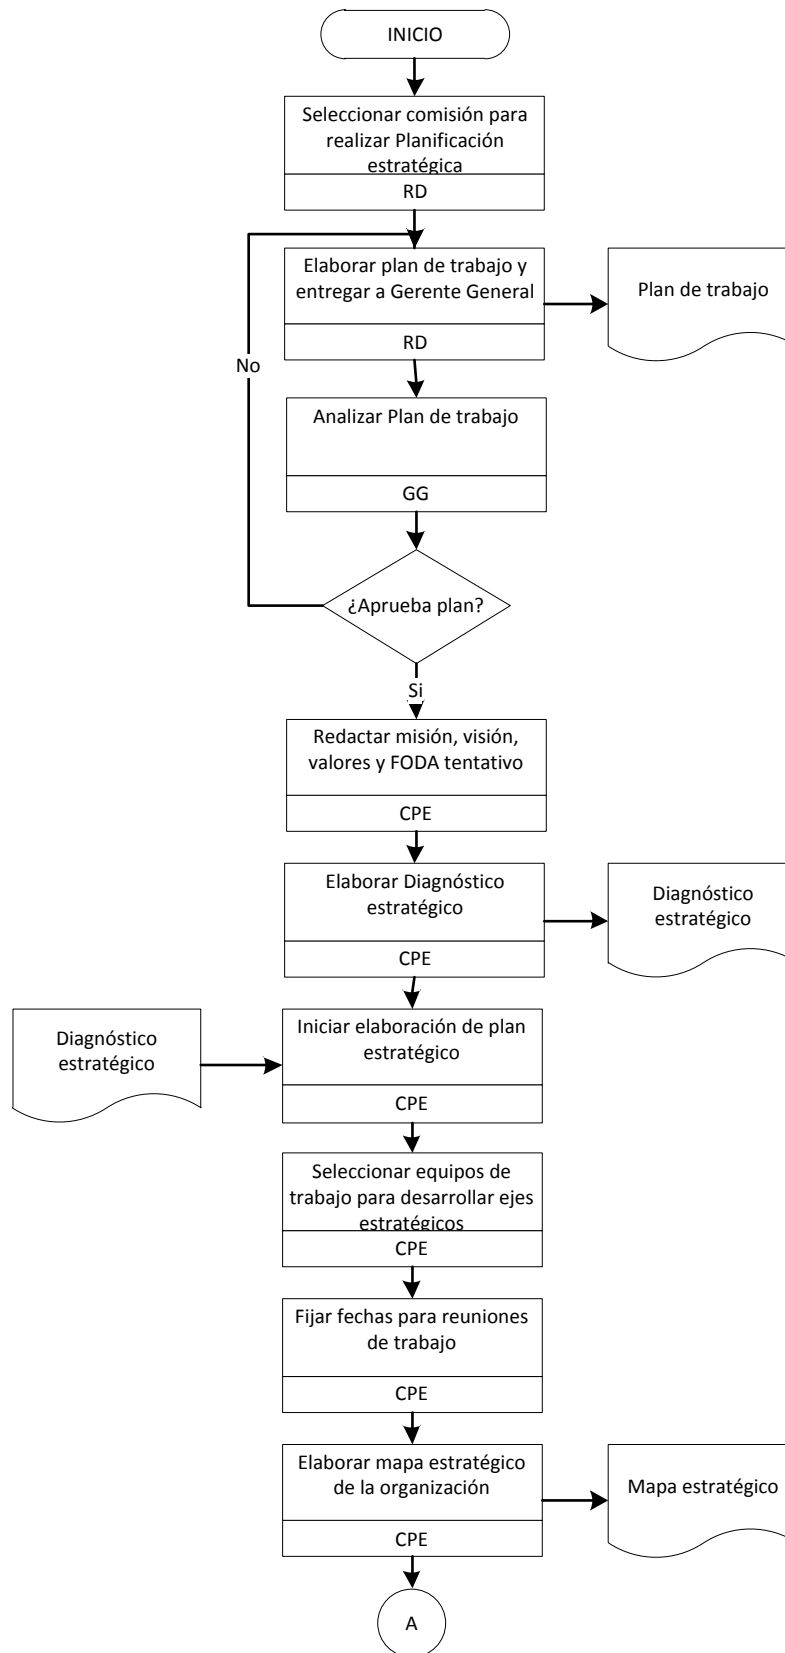 INICIO
Seleccionar comisión para
realizar Planificación
estratégica
RD
Elaborar plan de trabajo y
entregar a Gerente General
RD
Plan de trabajo
No
Analizar Plan de trabajo
GG
¿Aprueba plan?
Si
Redactar misión, visión,
valores y FODA tentativo
CPE
Elaborar Diagnóstico
estratégico
CPE
Diagnóstico
estratégico
Diagnóstico
estratégico
Iniciar elaboración de plan
estratégico
CPE
Seleccionar equipos de
trabajo para desarrollar ejes
estratégicos
CPE
Fijar fechas para reuniones
de trabajo
CPE
Elaborar mapa estratégico
de la organización
CPE
Mapa estratégico
A